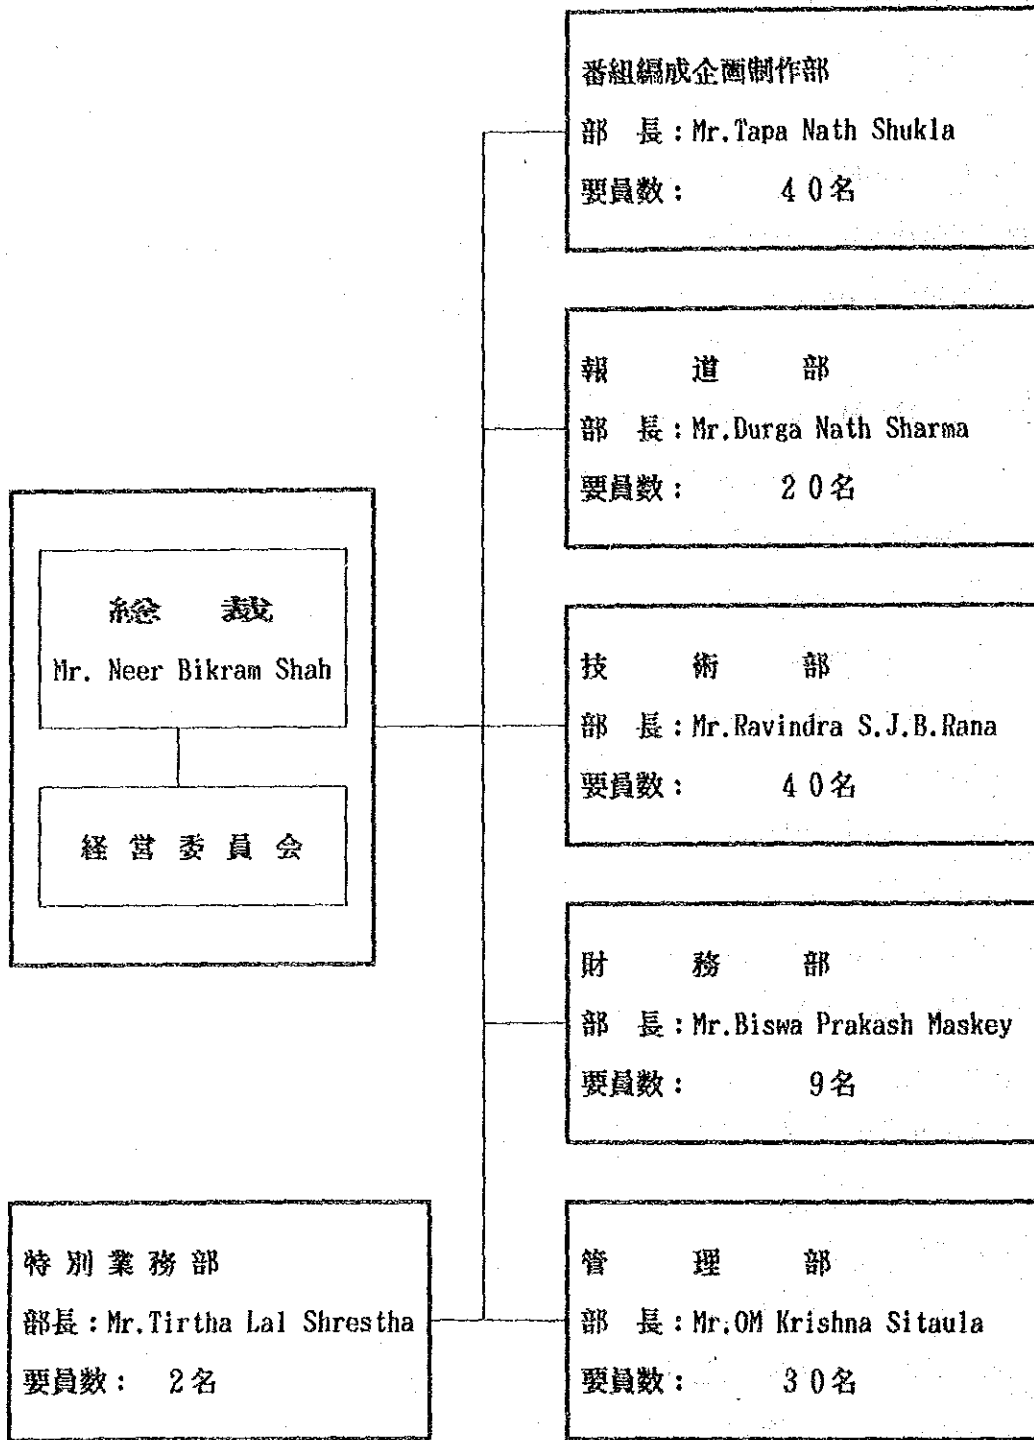 番組編成企画制作部
部 長：Mr.Tapa Nath Shukla
要員数： 40名
報 道 部
部 長：Mr.Durga Nath Sharma
要員数： 20名
総 裁
Mr. Neer Bikram Shah
経営委員会
技 術 部
部 長：Mr.Ravindra S.J.B.Rana
要員数： 40名
財 務 部
部 長：Mr.Biswa Prakash Maskey
要員数： 9名
特別業務部
部長：Mr.Tirtha Lal Shrestha
要員数： 2名
管 理 部
部 長：Mr.OM Krishna Sitaula
要員数： 30名